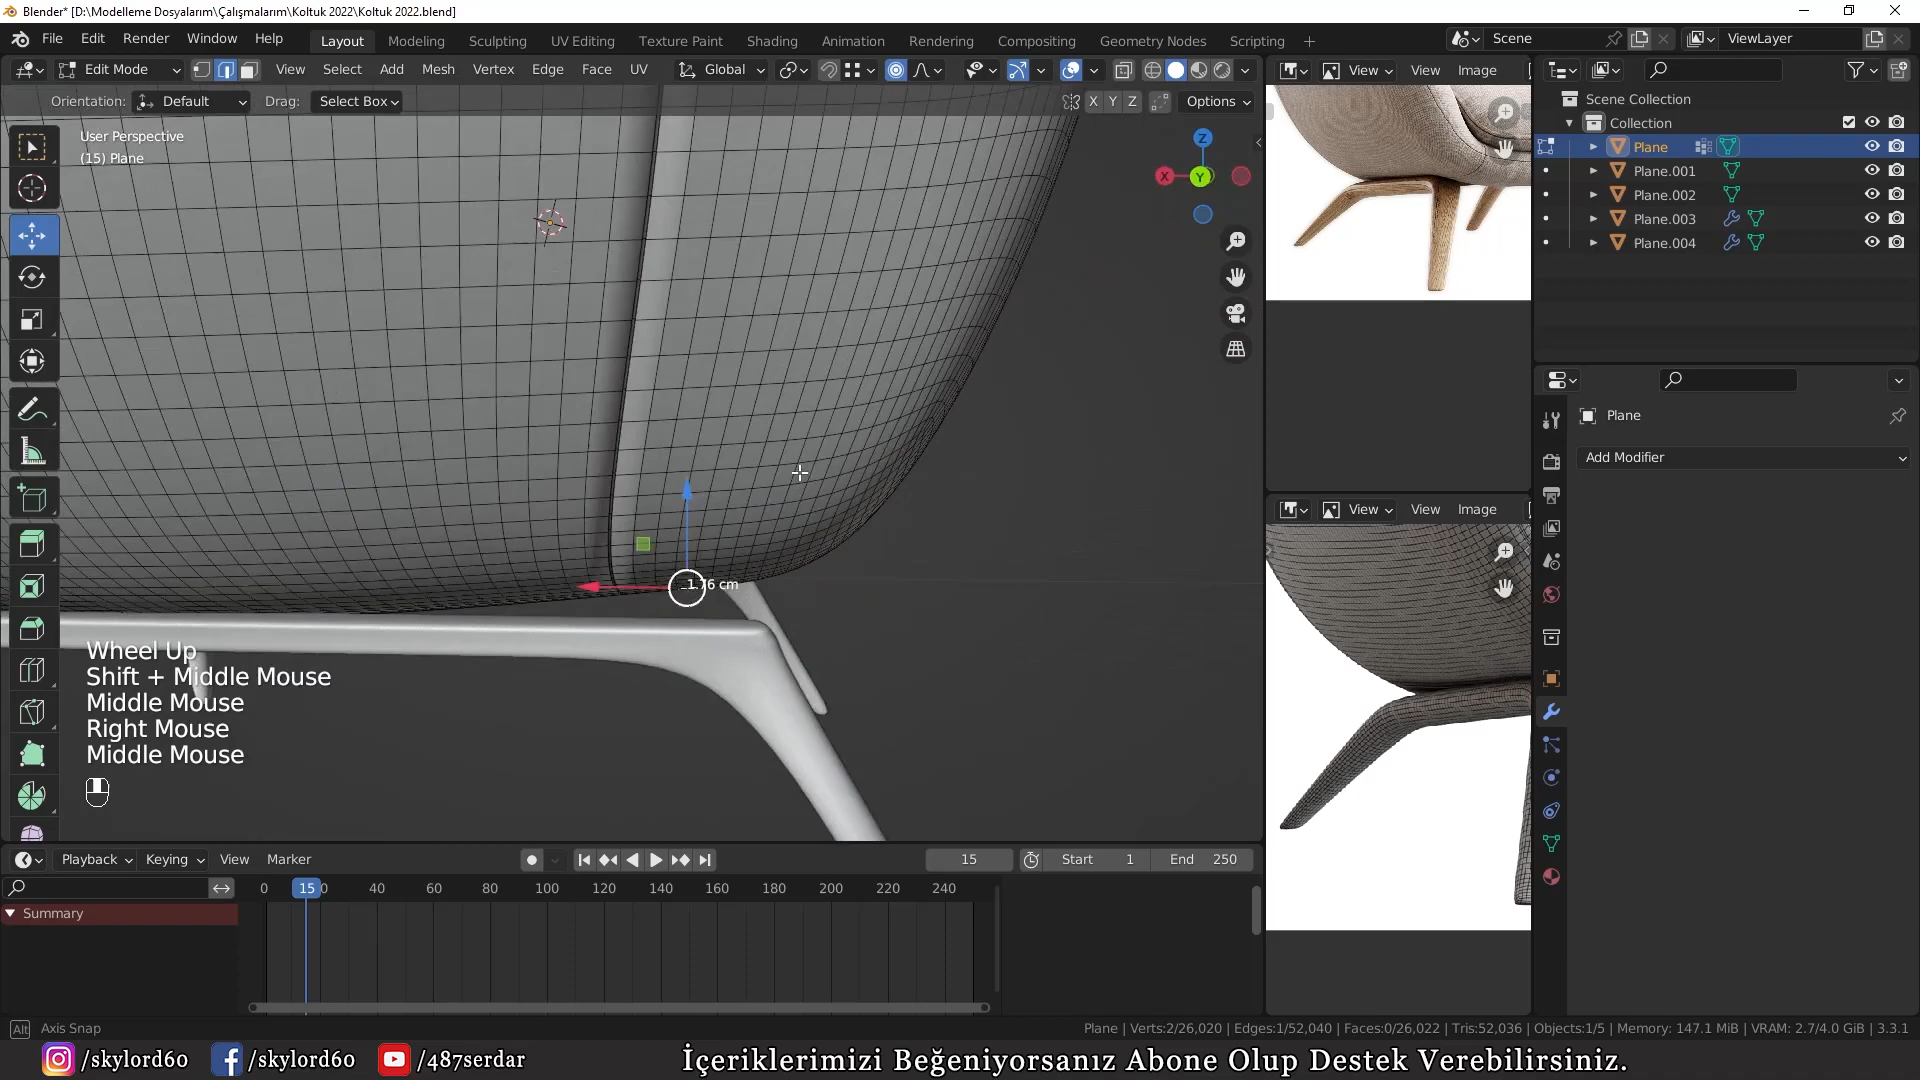 Blender* [D:\Modelleme Dosyalarım\Çalışmalarım\Koltuk 2022\Koltuk 2022.blend]
File Edit Render Window Help
Layout Modeling Sculpting UV Editing Texture Paint Shading Animation Rendering Compositing Geometry Nodes Scripting +
Scene ViewLayer
Edit Mode View Select Add Mesh Vertex Edge Face UV Global
Orientation: Default Drag: Select Box
X Y Z Options
User Perspective
(15) Plane
Z
X Y
1.76 cm
Wheel Up
Shift + Middle Mouse
Middle Mouse
Right Mouse
Middle Mouse
View View Image
View View Image
Scene Collection
Collection
Plane
Plane.001
Plane.002
Plane.003
Plane.004
Plane
Add Modifier
Playback Keying View Marker
15 Start 1 End 250
0 15 40 60 80 100 120 140 160 180 200 220 240
Summary
Alt Axis Snap
Plane | Verts:2/26,020 | Edges:1/52,040 | Faces:0/26,022 | Tris:52,036 | Objects:1/5 | Memory: 147.1 MiB | VRAM: 2.7/4.0 GiB | 3.3.1
/skylord60 /skylord60 /487serdar
İçeriklerimizi Beğeniyorsanız Abone Olup Destek Verebilirsiniz.